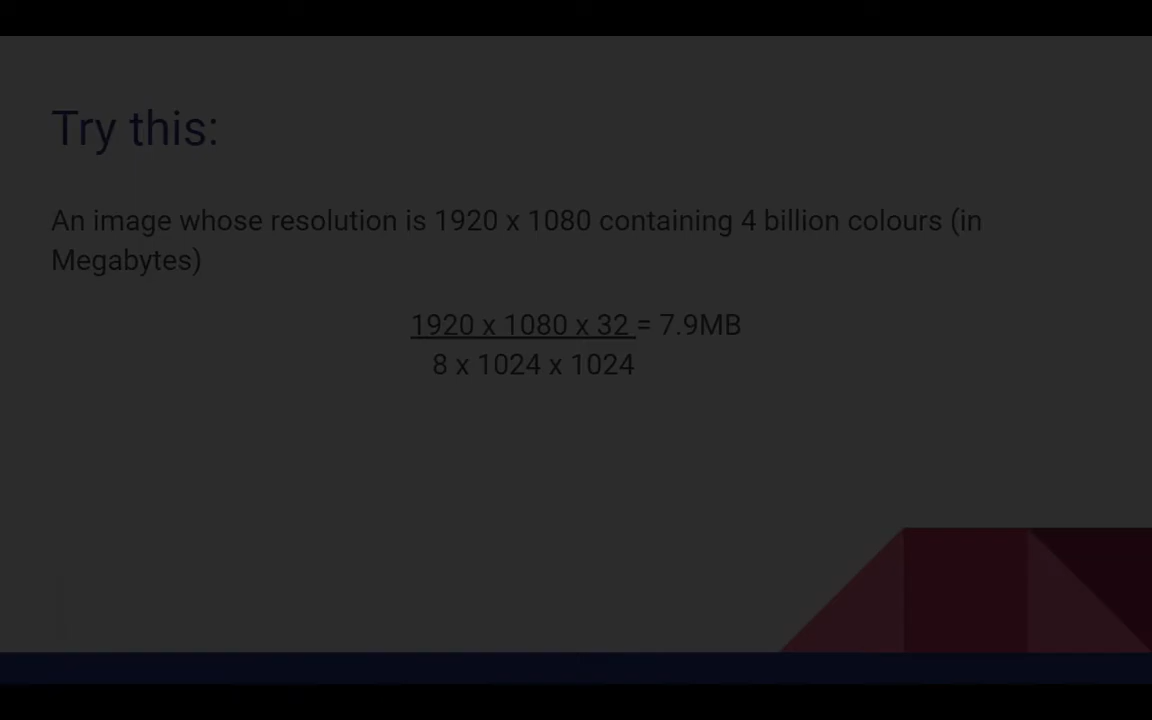 Try this:
An image whose resolution is 1920 x 1080 containing 4 billion colours (in
Megabytes)
1920 x 1080 x 32 = 7.9MB
8 x 1024 x 1024